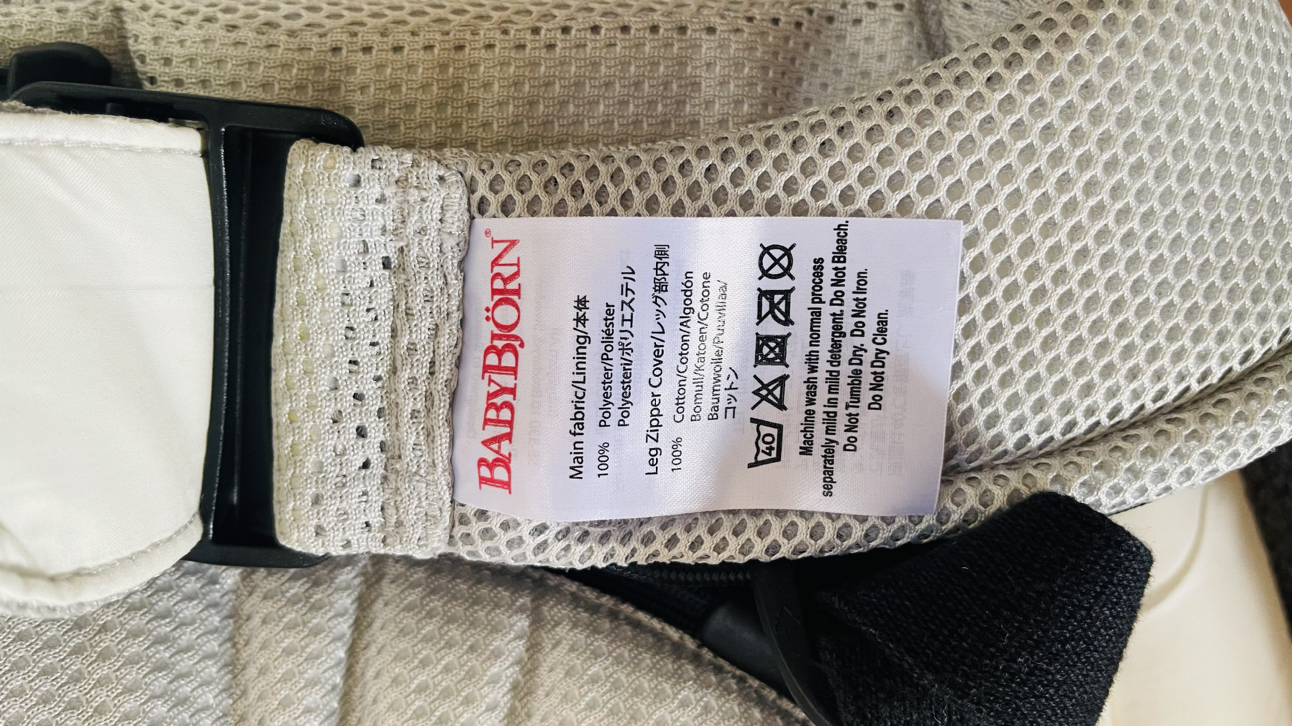 BABYBJÖRN®
Main fabric/Lining/本体
100% Polyester/Poliéster
Polyesteri/ポリエステル
Leg Zipper Cover/レッグ部内側
100% Cotton/Coton/Algodón
Bomull/Katoen/Cotone
Baumwolle/Puuvillaa/
コットン
40
Machine wash with normal process
separately mild in mild detergent. Do Not Bleach.
Do Not Tumble Dry. Do Not Iron.
Do Not Dry Clean.